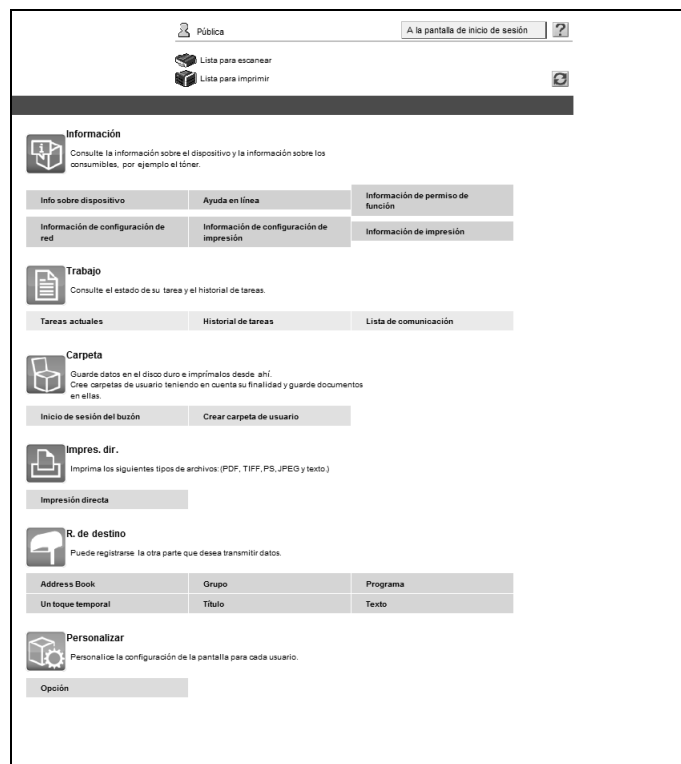 Pública
A la pantalla de inicio de sesión
?
Lista para escanear
Lista para imprimir
Información
Consulte la información sobre el dispositivo y la información sobre los
consumibles, por ejemplo el tóner.
Info sobre dispositivo
Ayuda en línea
Información de permiso de
función
Información de configuración de
red
Información de configuración de
impresión
Información de impresión
Trabajo
Consulte el estado de su tarea y el historial de tareas.
Tareas actuales
Historial de tareas
Lista de comunicación
Carpeta
Guarde datos en el disco duro e imprímalos desde ahí.
Cree carpetas de usuario teniendo en cuenta su finalidad y guarde documentos
en ellas.
Inicio de sesión del buzón
Crear carpeta de usuario
Impres. dir.
Imprima los siguientes tipos de archivos:(PDF, TIFF, PS, JPEG y texto.)
Impresión directa
R. de destino
Puede registrarse la otra parte que desea transmitir datos.
Address Book
Grupo
Programa
Un toque temporal
Título
Texto
Personalizar
Personalice la configuración de la pantalla para cada usuario.
Opción